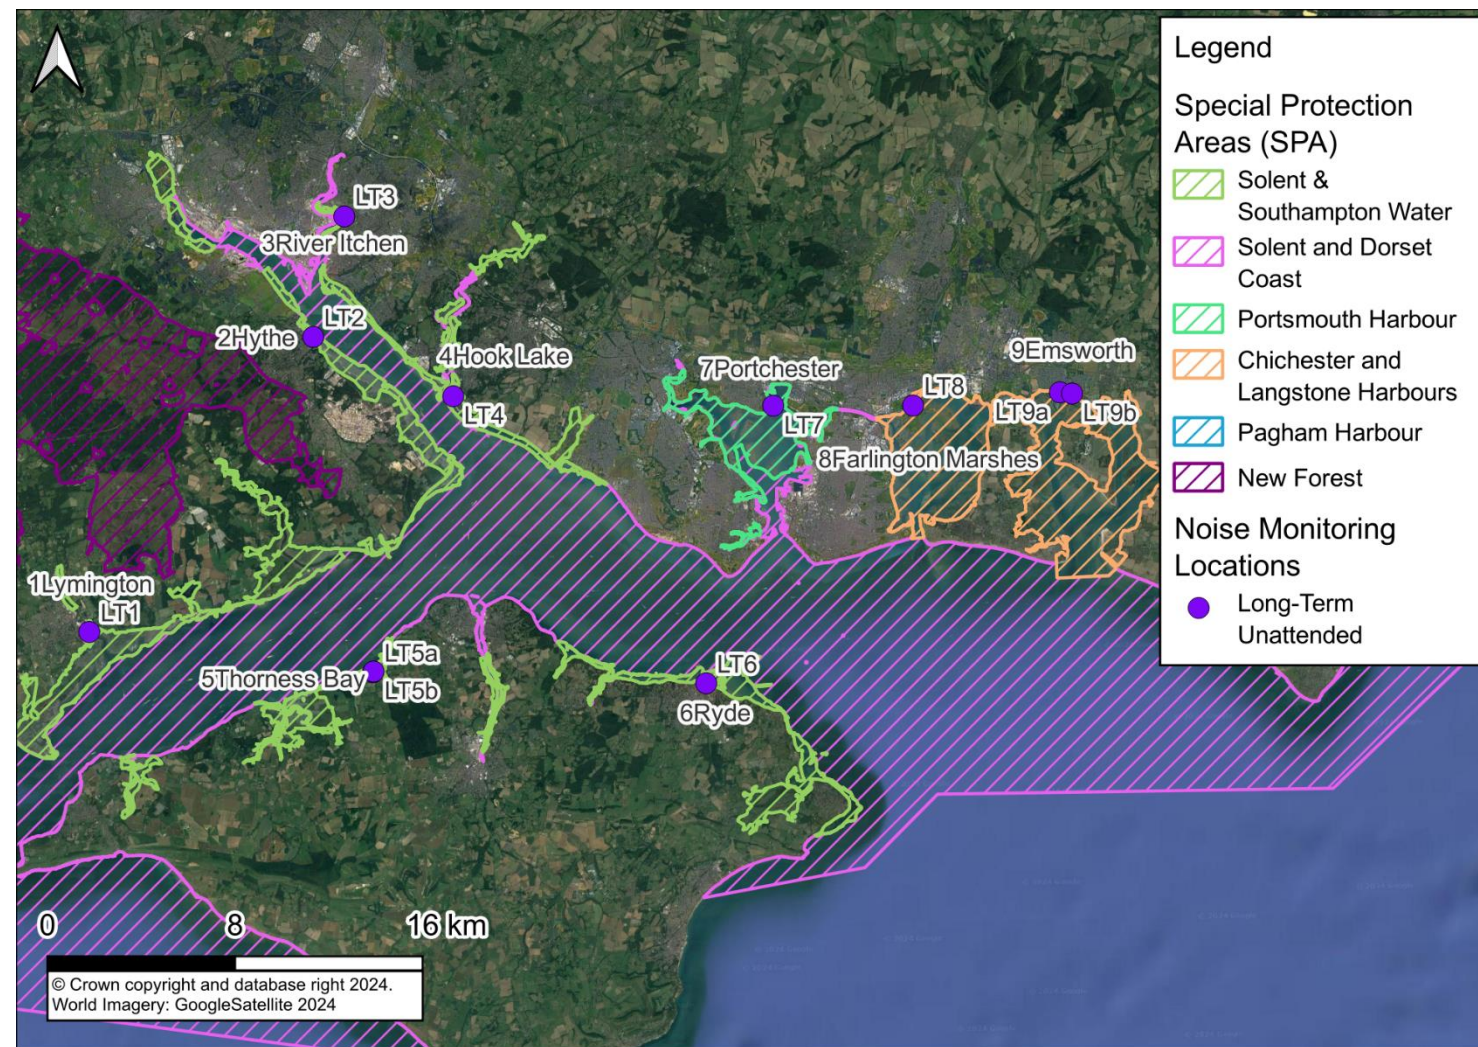 LT3
3River Itchen
LT2
2Hythe
4Hook Lake
LT4
7Portchester
LT7
9Emsworth
LT8
LT9a
LT9b
8Farlington Marshes
1Lymington
LT1
LT5a
5Thorness Bay
LT5b
LT6
6Ryde
0 8 16 km
© Crown copyright and database right 2024.
World Imagery: GoogleSatellite 2024
Legend
Special Protection
Areas (SPA)
Solent &
Southampton Water
Solent and Dorset
Coast
Portsmouth Harbour
Chichester and
Langstone Harbours
Pagham Harbour
New Forest
Noise Monitoring
Locations
Long-Term
Unattended